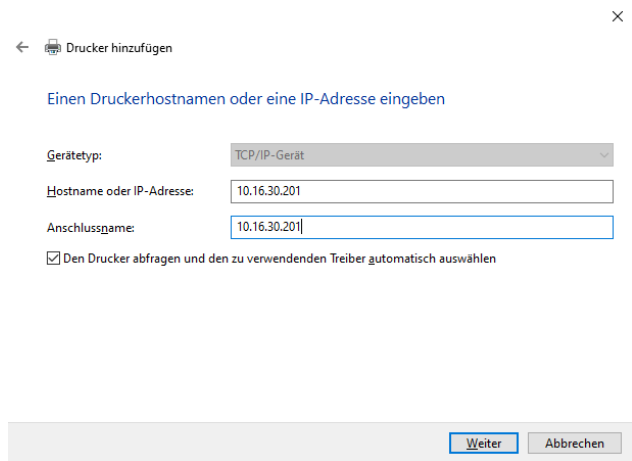 Drucker hinzufügen
Einen Druckerhostnamen oder eine IP-Adresse eingeben
Gerätetyp: TCP/IP-Gerät
Hostname oder IP-Adresse: 10.16.30.201
Anschlussname: 10.16.30.201
Den Drucker abfragen und den zu verwendenden Treiber automatisch auswählen
Weiter Abbrechen